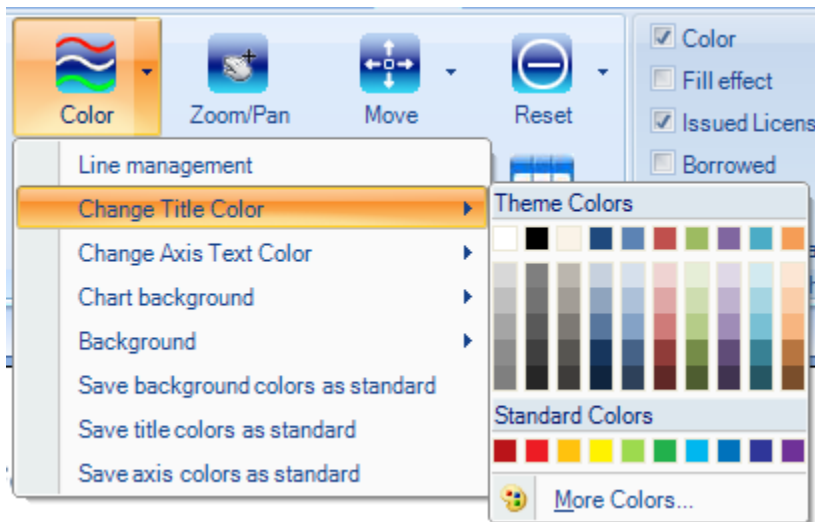 Color
Zoom/Pan
Move
Reset
Color
Fill effect
Issued Licens
Borrowed
Line management
Change Title Color
Change Axis Text Color
Chart background
Background
Save background colors as standard
Save title colors as standard
Save axis colors as standard
Theme Colors
Standard Colors
More Colors...